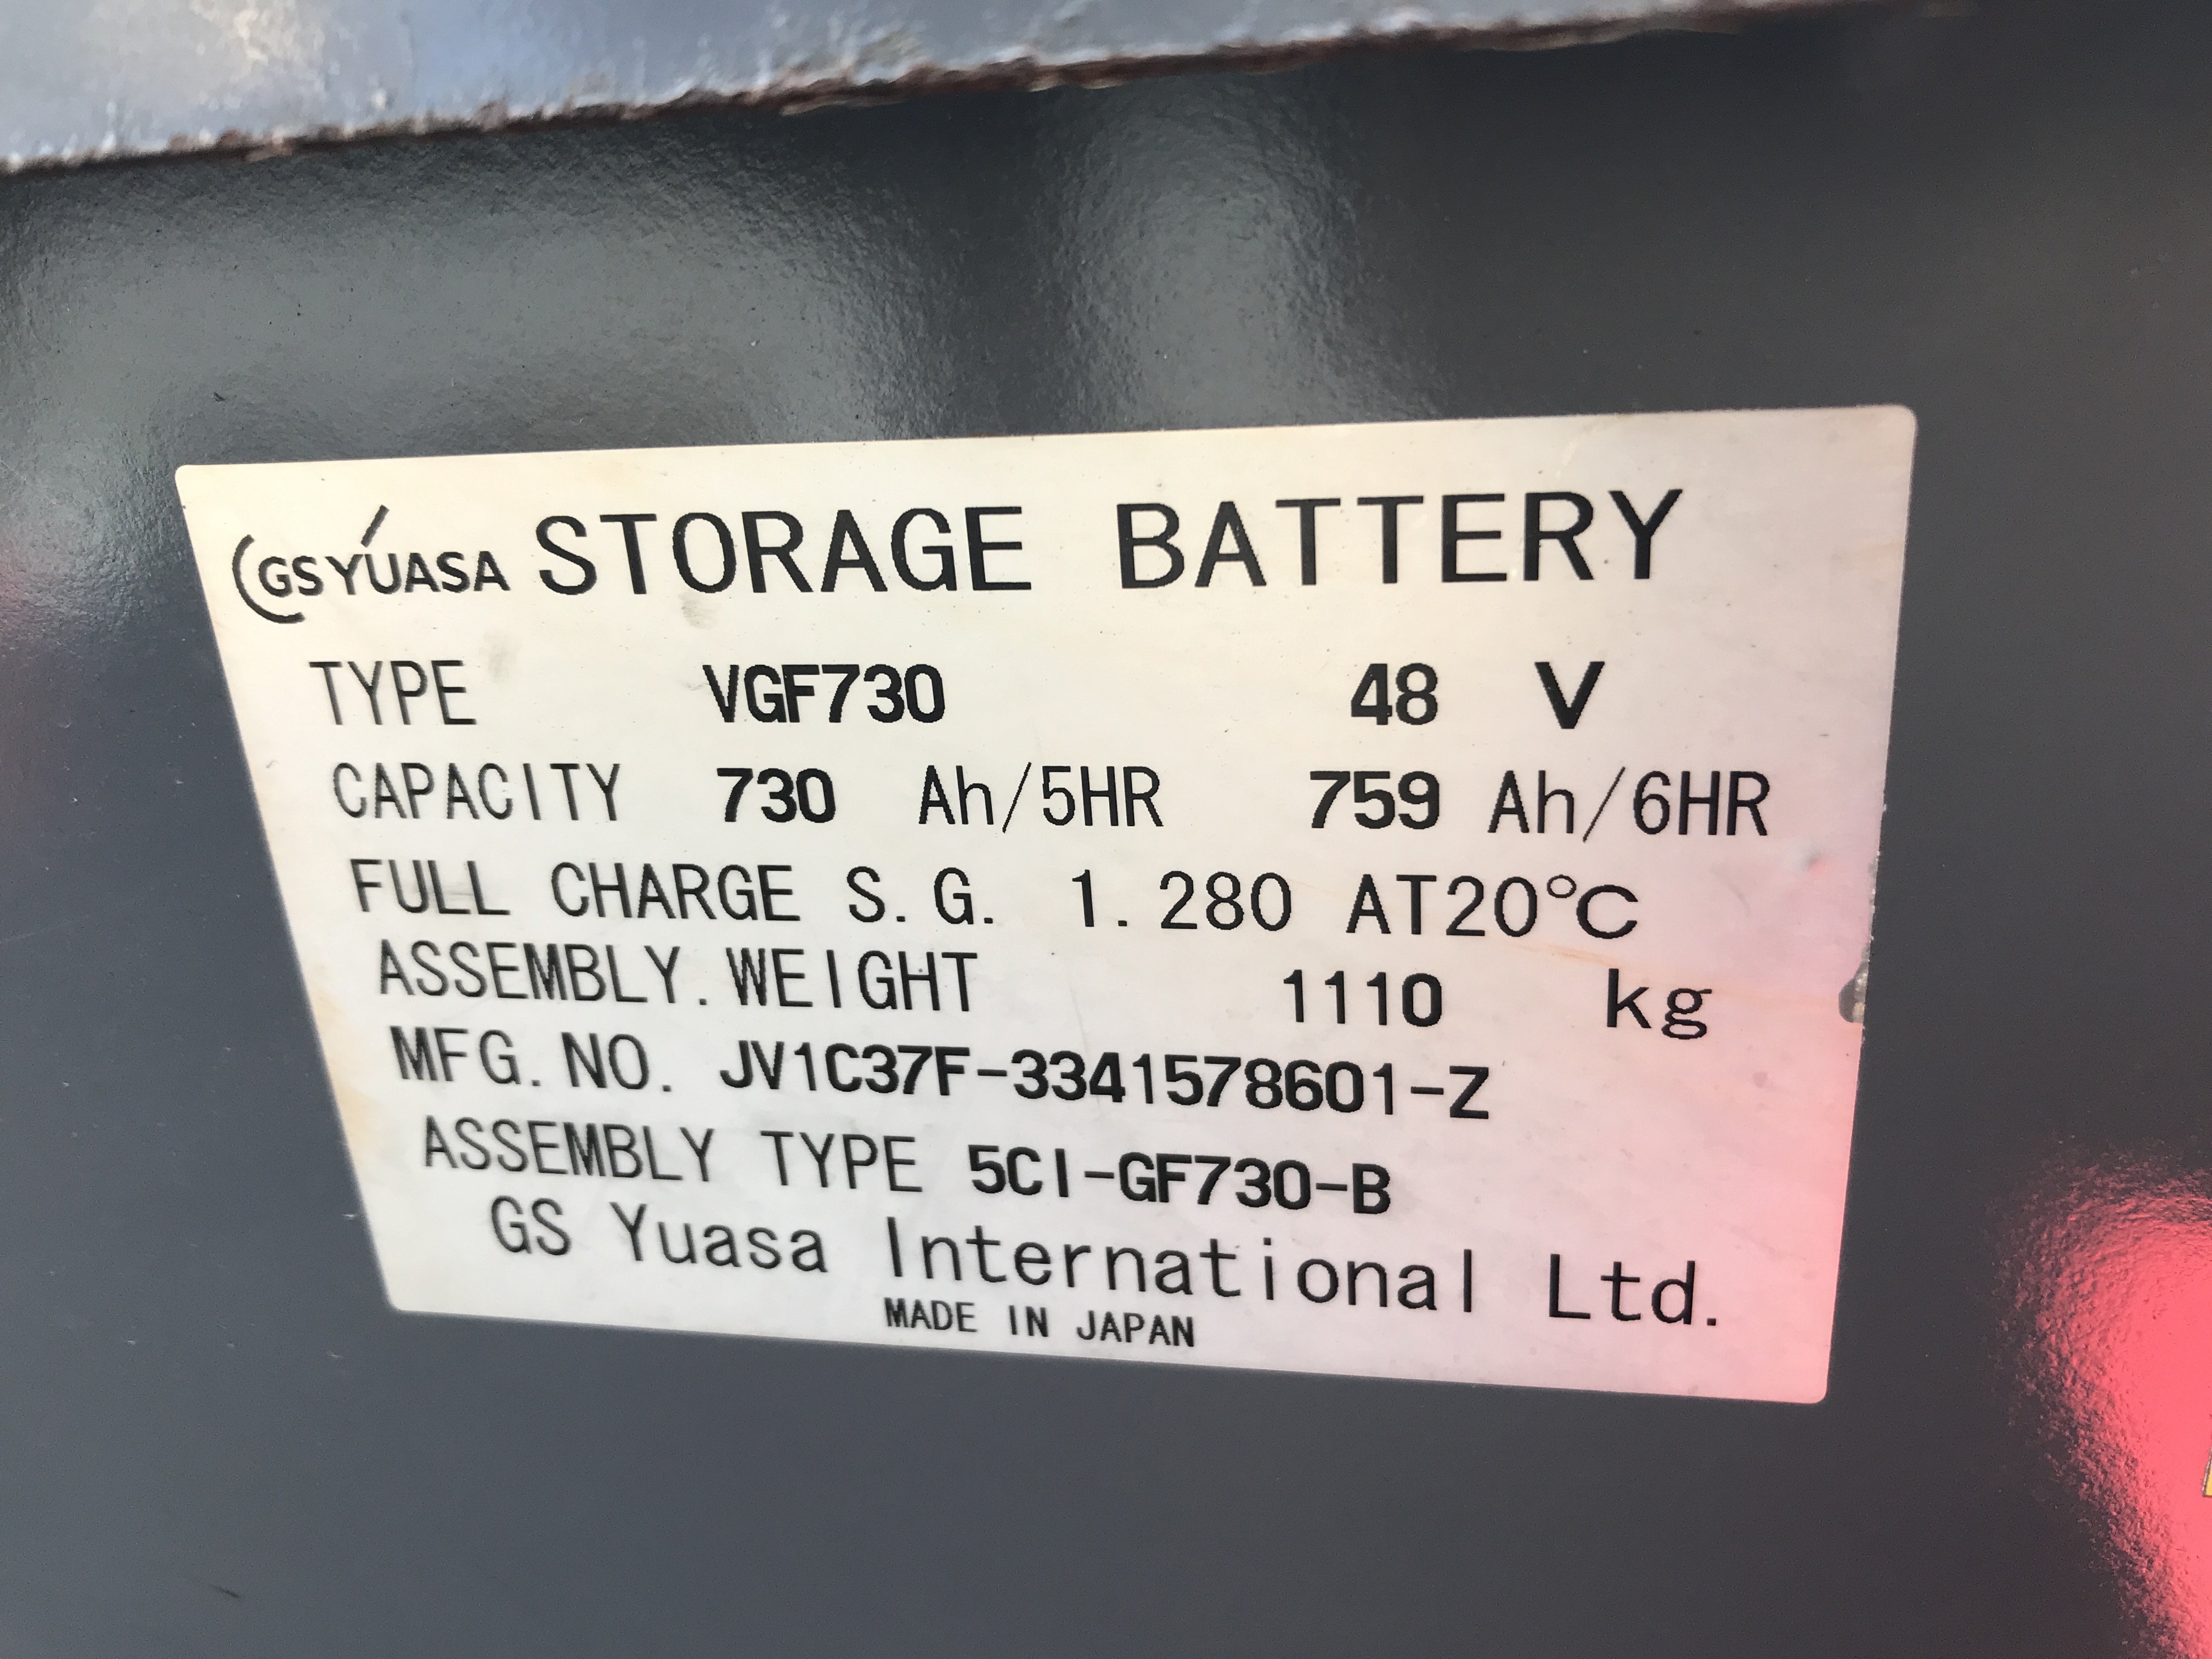 GS YUASA STORAGE BATTERY
TYPE VGF730 48 V
CAPACITY 730 Ah/5HR 759 Ah/6HR
FULL CHARGE S.G. 1.280 AT20℃
ASSEMBLY.WEIGHT 1110 kg
MFG.NO. JV1C37F-3341578601-Z
ASSEMBLY TYPE 5CI-GF730-B
GS Yuasa International Ltd.
MADE IN JAPAN